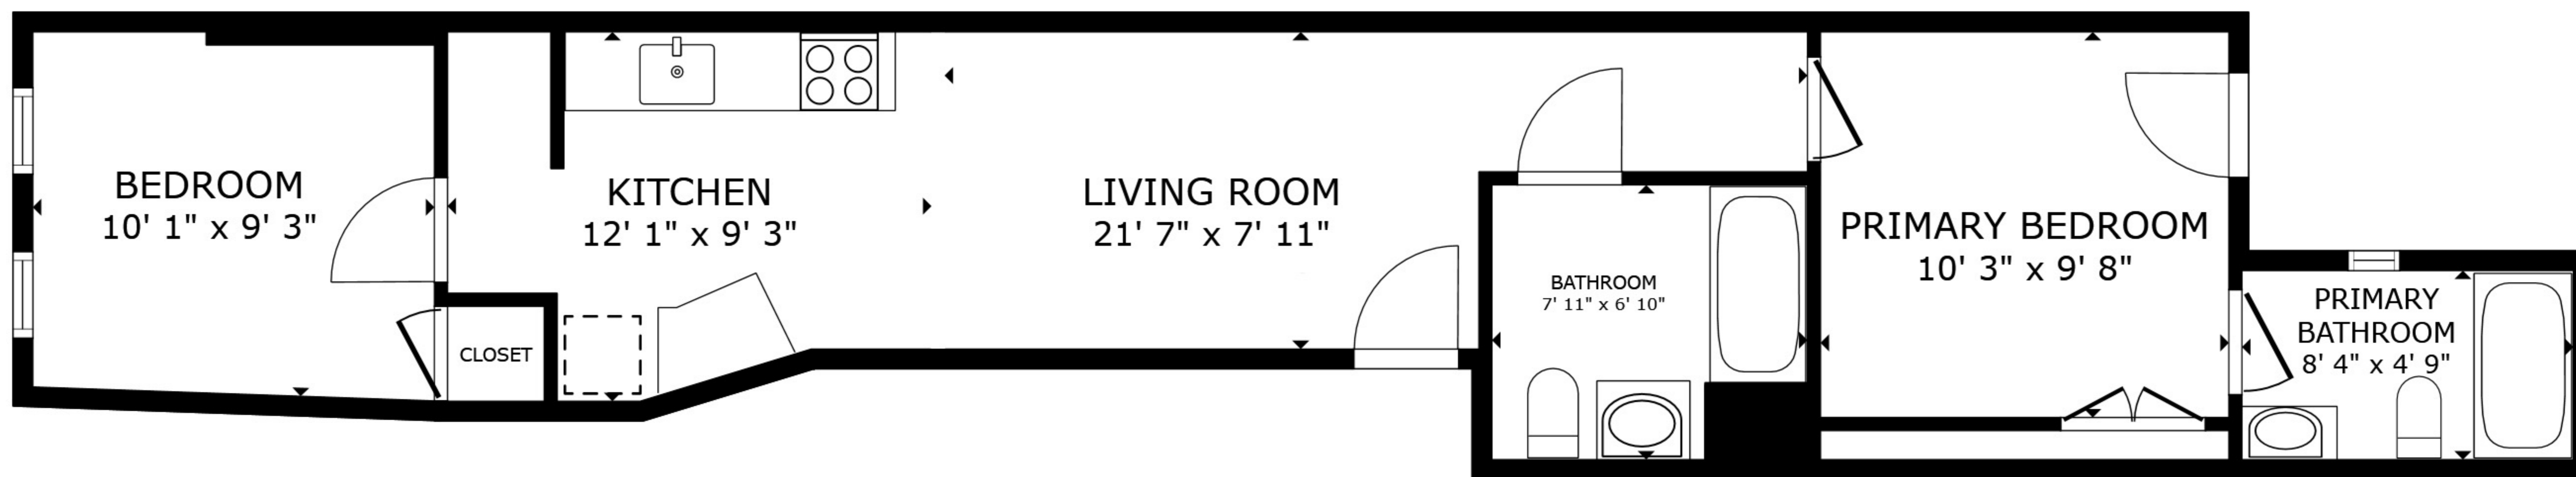 BEDROOM
10' 1" x 9' 3"
KITCHEN
12' 1" x 9' 3"
CLOSET
LIVING ROOM
21' 7" x 7' 11"
BATHROOM
7' 11" x 6' 10"
PRIMARY BEDROOM
10' 3" x 9' 8"
PRIMARY
BATHROOM
8' 4" x 4' 9"